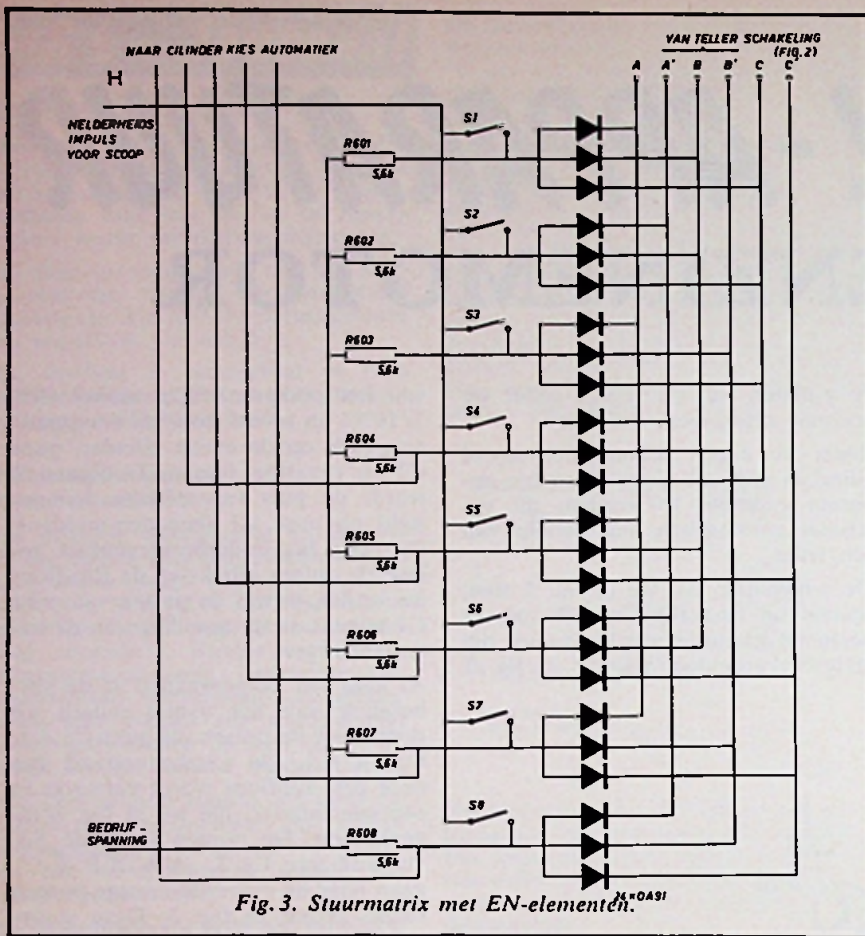 NAAR CILINDER KIES AUTOMATIEK
VAN TELLER SCHAKELING
(FIG.2)
A A' B B' C C'
H
HELDERHEIDS
IMPULS
VOOR SCOOP
S1
R601
5,6k
S2
R602
5,6k
S3
R603
5,6k
S4
R604
5,6k
S5
R605
5,6k
S6
R606
5,6k
S7
R607
5,6k
S8
BEDRIJF-
SPANNING
R608
5,6k
24×OA91
Fig. 3. Stuurmatrix met EN-elementen.